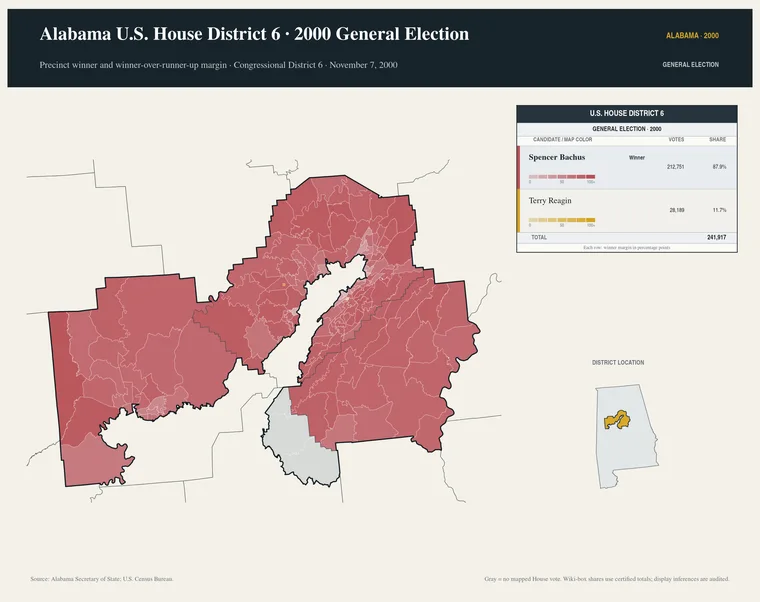 Alabama U.S. House District 6 · 2000 General Election
ALABAMA · 2000
Precinct winner and winner-over-runner-up margin · Congressional District 6 · November 7, 2000
GENERAL ELECTION
U.S. HOUSE DISTRICT 6
GENERAL ELECTION · 2000
CANDIDATE / MAP COLOR VOTES SHARE
Spencer Bachus Winner 212,751 87.9%
0 50 100+
Terry Reagin 28,189 11.7%
0 50 100+
TOTAL 241,917
Each row: winner margin in percentage points
DISTRICT LOCATION
Source: Alabama Secretary of State; U.S. Census Bureau.
Gray = no mapped House vote. Wiki-box shares use certified totals; display inferences are audited.